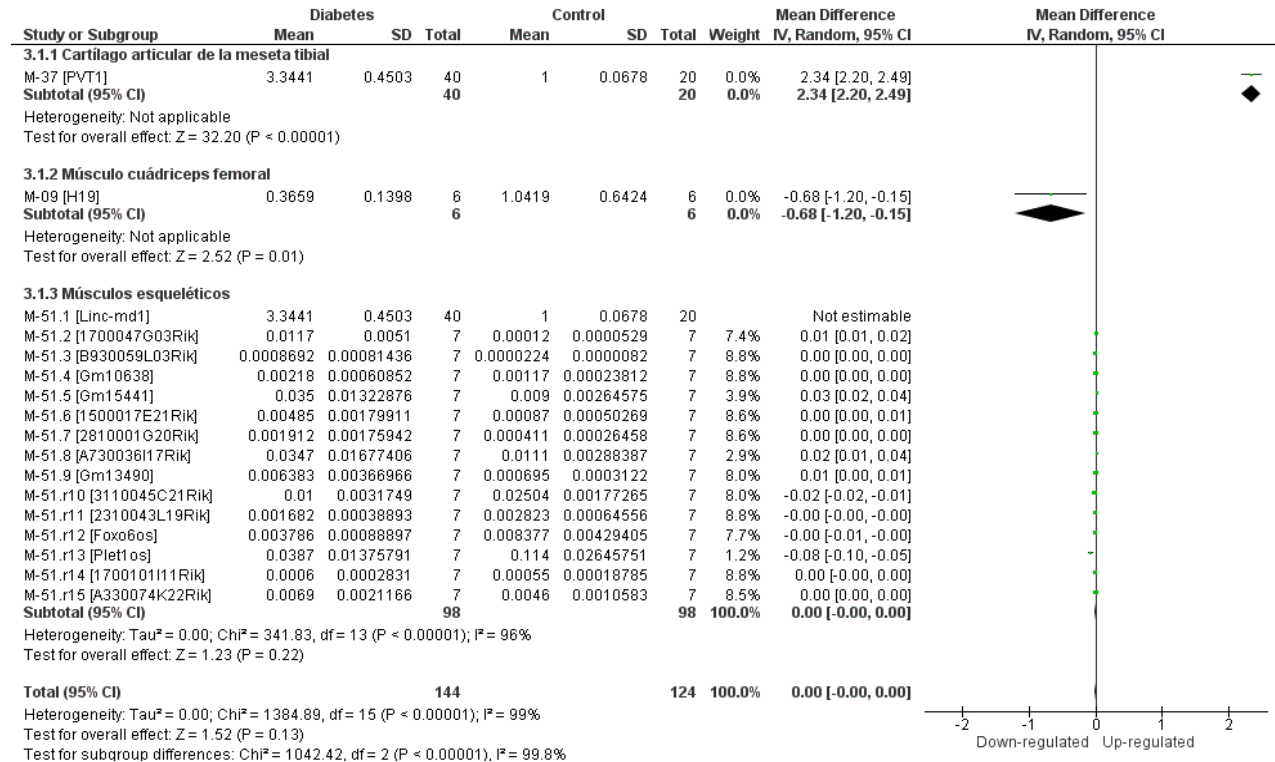 Diabetes Control Mean Difference Mean Difference
Study or Subgroup Mean SD Total Mean SD Total Weight IV, Random, 95% CI IV, Random, 95% CI
3.1.1 Cartílago articular de la meseta tibial
M-37 [PVT1] 3.3441 0.4503 40 1 0.0678 20 0.0% 2.34 [2.20, 2.49]
Subtotal (95% CI) 40 20 0.0% 2.34 [2.20, 2.49]
Heterogeneity: Not applicable
Test for overall effect: Z = 32.20 (P < 0.00001)
3.1.2 Músculo cuádriceps femoral
M-09 [H19] 0.3659 0.1398 6 1.0419 0.6424 6 0.0% -0.68 [-1.20, -0.15]
Subtotal (95% CI) 6 6 0.0% -0.68 [-1.20, -0.15]
Heterogeneity: Not applicable
Test for overall effect: Z = 2.52 (P = 0.01)
3.1.3 Músculos esqueléticos
M-51.1 [Linc-md1] 3.3441 0.4503 40 1 0.0678 20 Not estimable
M-51.2 [1700047G03Rik] 0.0117 0.0051 7 0.00012 0.0000529 7 7.4% 0.01 [0.01, 0.02]
M-51.3 [B930059L03Rik] 0.0008692 0.00081436 7 0.0000224 0.0000082 7 8.8% 0.00 [0.00, 0.00]
M-51.4 [Gm10638] 0.00218 0.00060852 7 0.00117 0.00023812 7 8.8% 0.00 [0.00, 0.00]
M-51.5 [Gm15441] 0.035 0.01322876 7 0.009 0.00264575 7 3.9% 0.03 [0.02, 0.04]
M-51.6 [1500017E21Rik] 0.00485 0.00179911 7 0.00087 0.00050269 7 8.6% 0.00 [0.00, 0.01]
M-51.7 [2810001G20Rik] 0.001912 0.00175942 7 0.000411 0.00026458 7 8.6% 0.00 [0.00, 0.00]
M-51.8 [A730036I17Rik] 0.0347 0.01677406 7 0.0111 0.00288387 7 2.9% 0.02 [0.01, 0.04]
M-51.9 [Gm13490] 0.006383 0.00366966 7 0.000695 0.0003122 7 8.0% 0.01 [0.00, 0.01]
M-51.r10 [3110045C21Rik] 0.01 0.0031749 7 0.02504 0.00177265 7 8.0% -0.02 [-0.02, -0.01]
M-51.r11 [2310043L19Rik] 0.001682 0.00038893 7 0.002823 0.00064556 7 8.8% -0.00 [-0.00, -0.00]
M-51.r12 [Foxo6os] 0.003786 0.00088897 7 0.008377 0.00429405 7 7.7% -0.00 [-0.01, -0.00]
M-51.r13 [Plet1os] 0.0387 0.01375791 7 0.114 0.02645751 7 1.2% -0.08 [-0.10, -0.05]
M-51.r14 [1700101I11Rik] 0.0006 0.0002831 7 0.00055 0.00018785 7 8.8% 0.00 [-0.00, 0.00]
M-51.r15 [A330074K22Rik] 0.0069 0.0021166 7 0.0046 0.0010583 7 8.5% 0.00 [0.00, 0.00]
Subtotal (95% CI) 98 98 100.0% 0.00 [-0.00, 0.00]
Heterogeneity: Tau² = 0.00; Chi² = 341.83, df = 13 (P < 0.00001); I² = 96%
Test for overall effect: Z = 1.23 (P = 0.22)
Total (95% CI) 144 124 100.0% 0.00 [-0.00, 0.00]
Heterogeneity: Tau² = 0.00; Chi² = 1384.89, df = 15 (P < 0.00001); I² = 99%
Test for overall effect: Z = 1.52 (P = 0.13)
Test for subgroup differences: Chi² = 1042.42, df = 2 (P < 0.00001), I² = 99.8%
-2 -1 0 1 2
Down-regulated Up-regulated